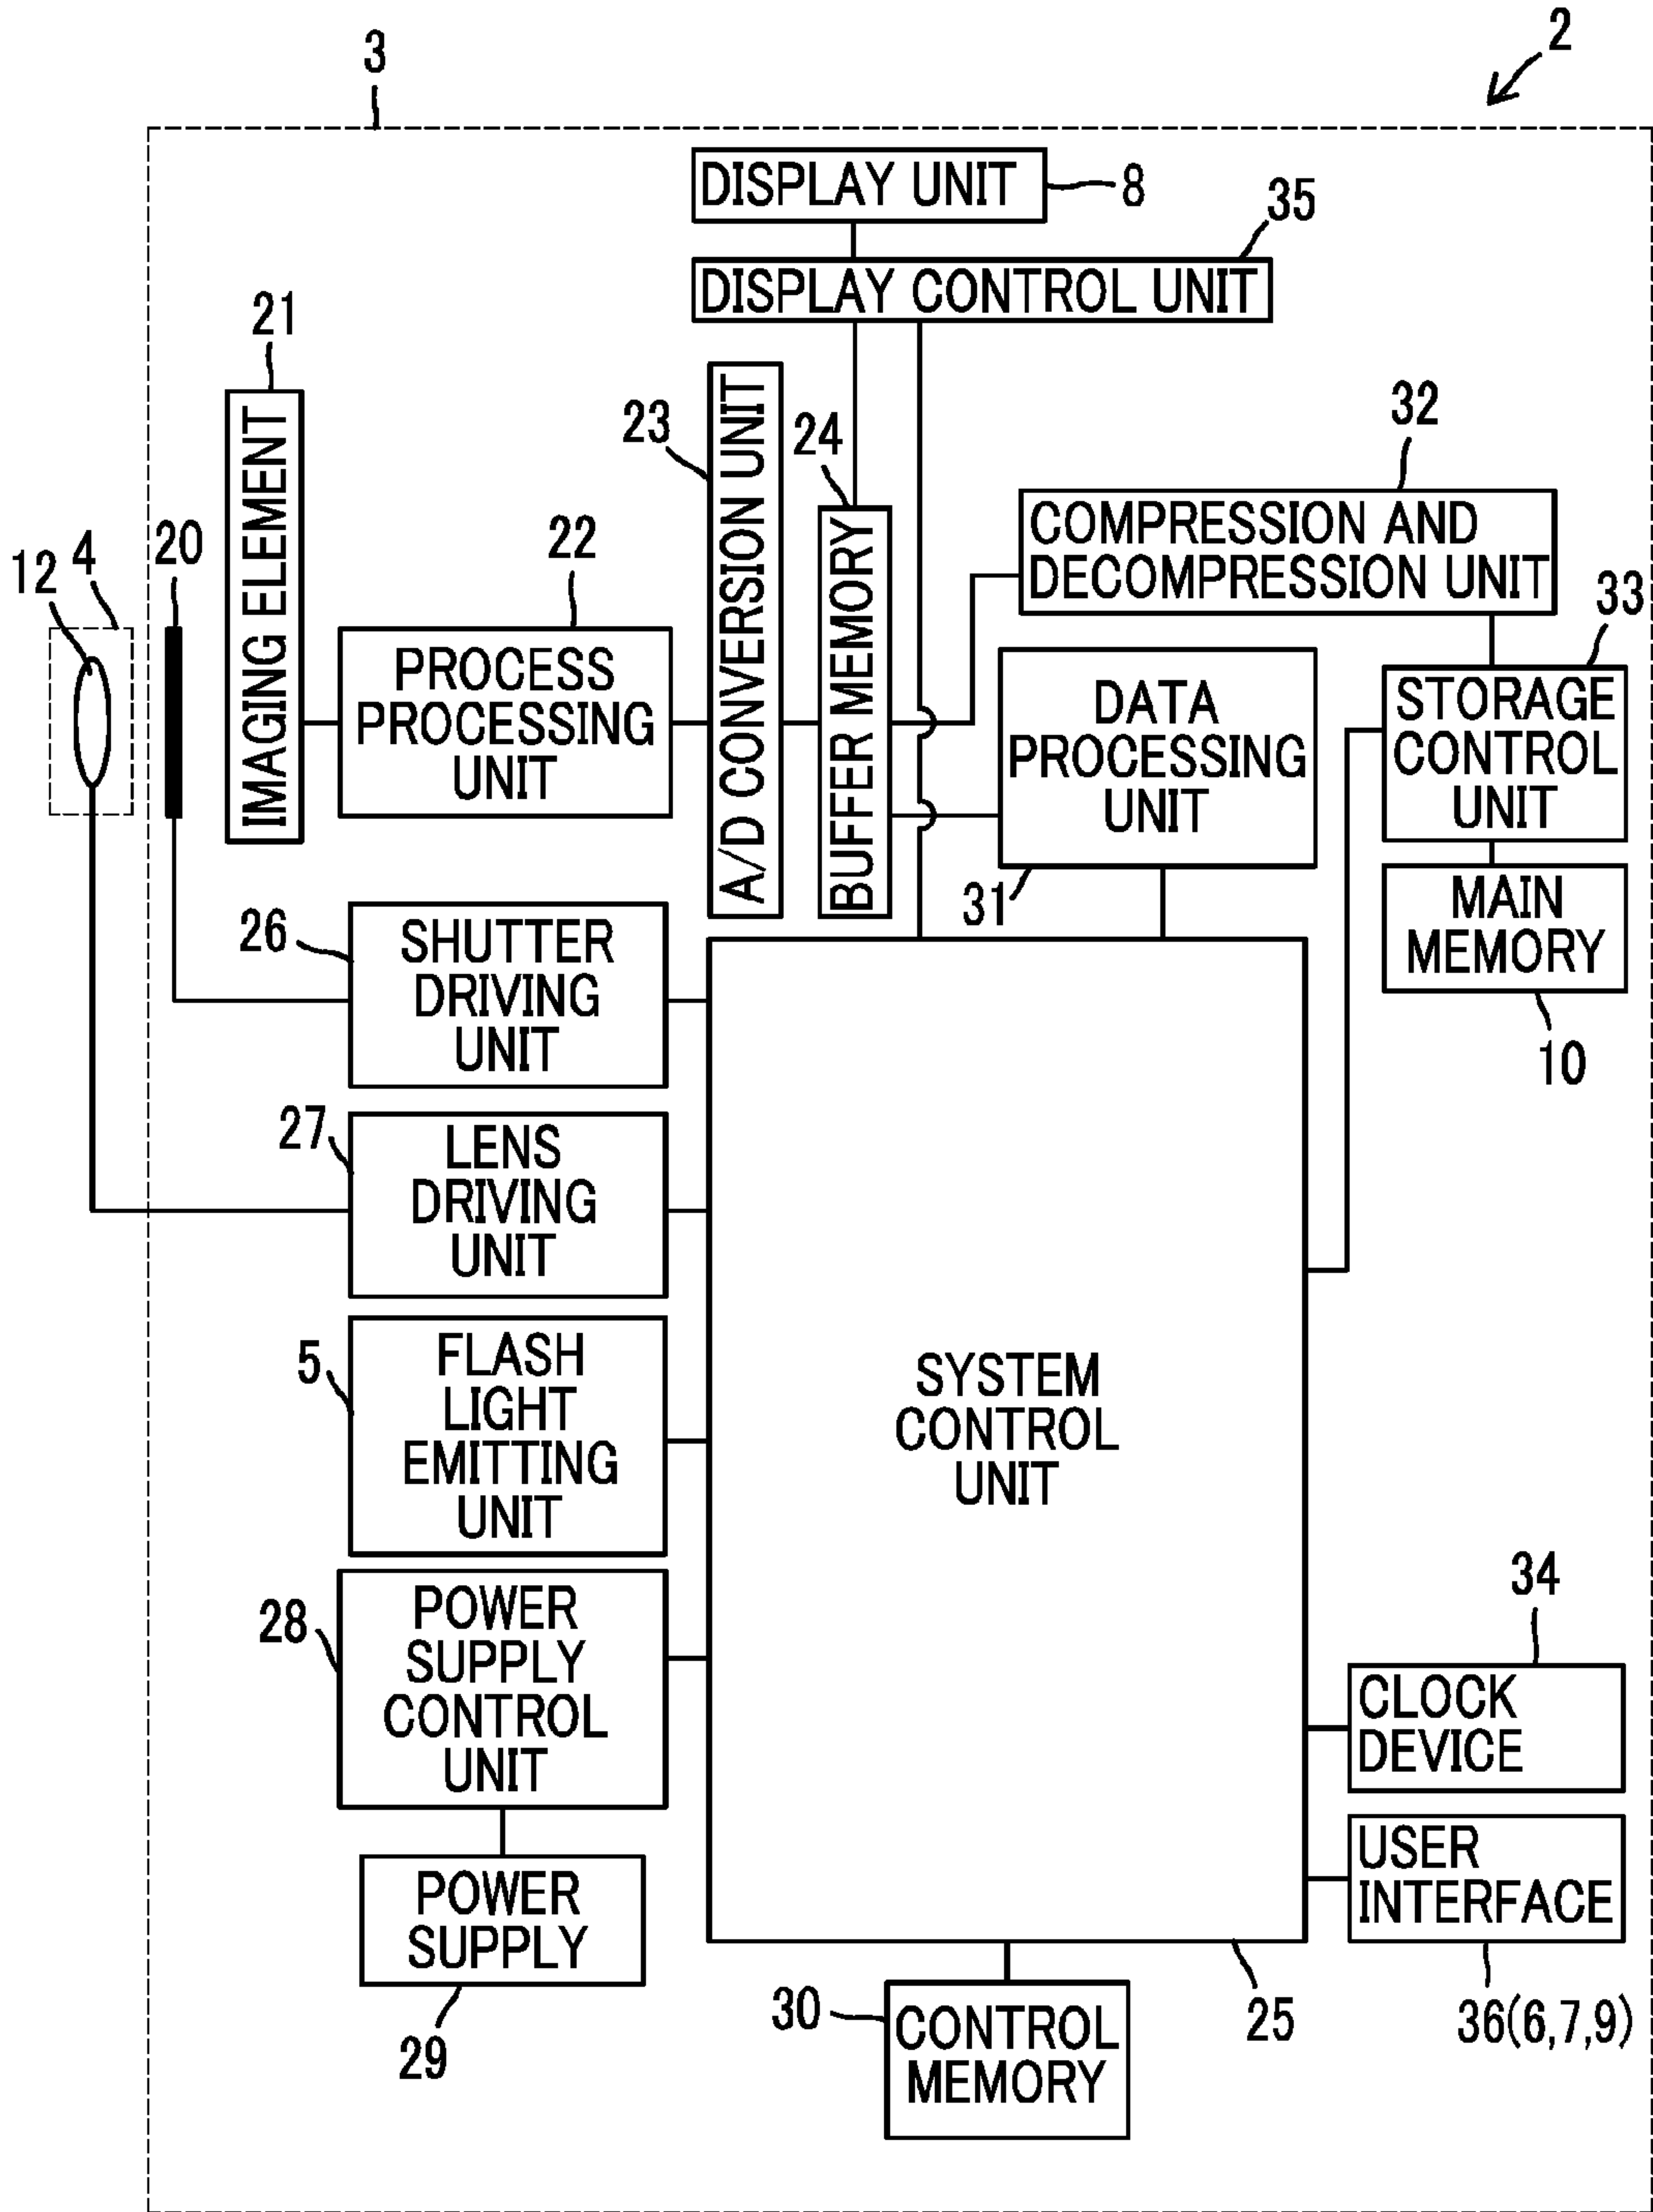 2
3
DISPLAY UNIT
8
35
DISPLAY CONTROL UNIT
21
IMAGING ELEMENT
23
A/D CONVERSION UNIT
24
BUFFER MEMORY
32
COMPRESSION AND
DECOMPRESSION UNIT
12
4
20
22
PROCESS
PROCESSING
UNIT
33
STORAGE
CONTROL
UNIT
DATA
PROCESSING
UNIT
31
MAIN
MEMORY
10
26
SHUTTER
DRIVING
UNIT
27
LENS
DRIVING
UNIT
5
FLASH
LIGHT
EMITTING
UNIT
SYSTEM
CONTROL
UNIT
28
POWER
SUPPLY
CONTROL
UNIT
34
CLOCK
DEVICE
USER
INTERFACE
36(6,7,9)
POWER
SUPPLY
29
25
30
CONTROL
MEMORY